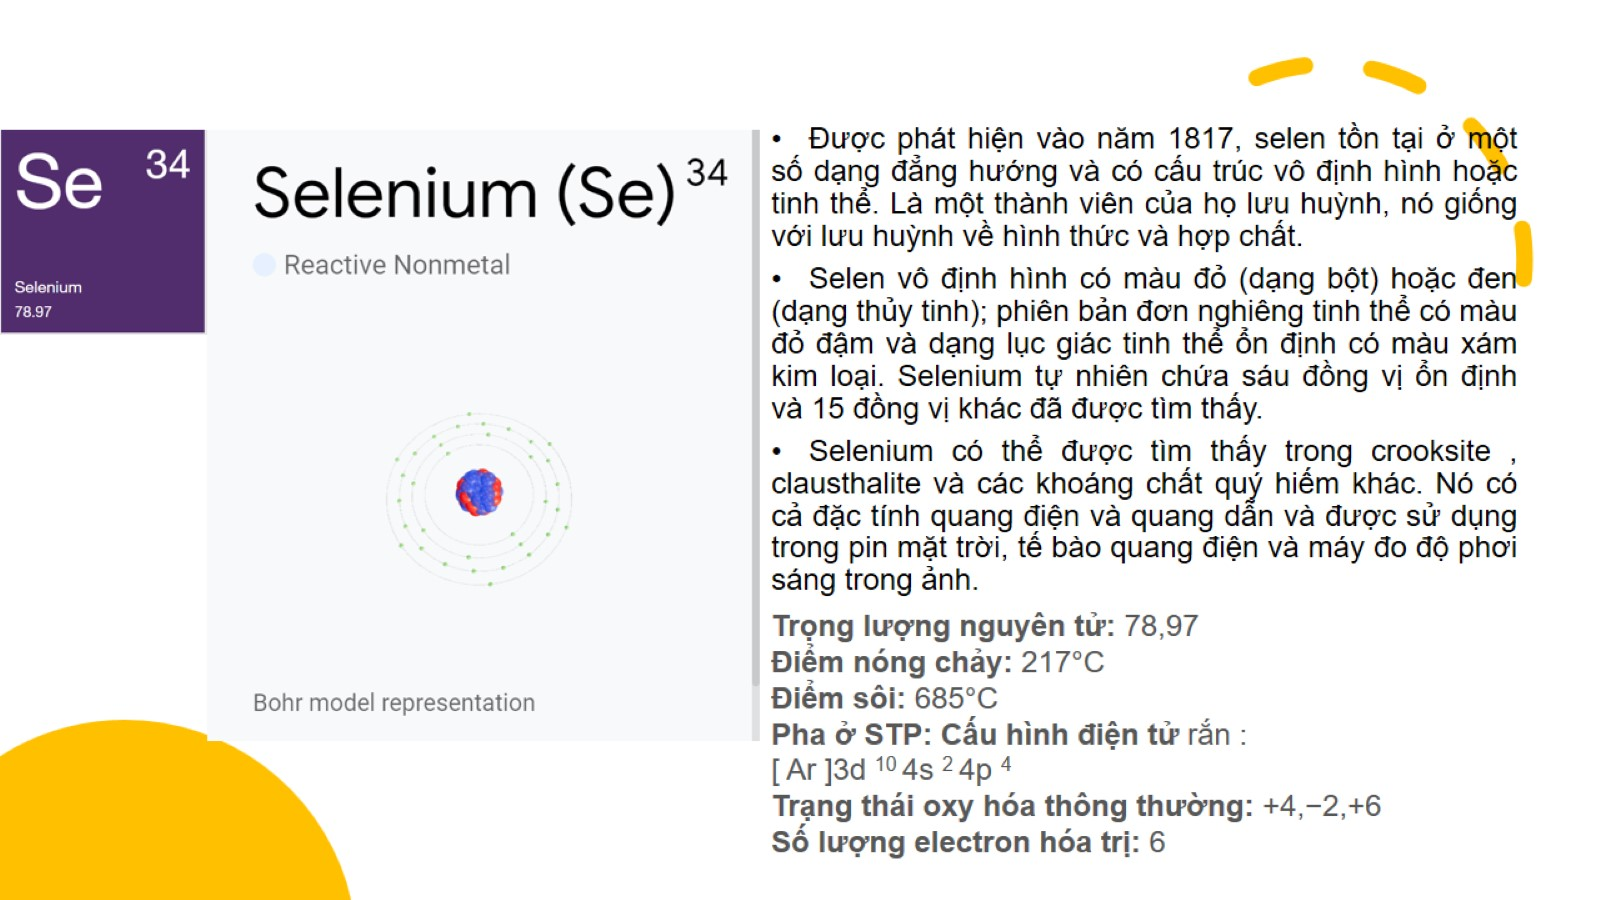 Se 34
Selenium
78.97
Selenium (Se) 34
Reactive Nonmetal
Bohr model representation
• Được phát hiện vào năm 1817, selen tồn tại ở một
số dạng đẳng hướng và có cấu trúc vô định hình hoặc
tinh thể. Là một thành viên của họ lưu huỳnh, nó giống
với lưu huỳnh về hình thức và hợp chất.
• Selen vô định hình có màu đỏ (dạng bột) hoặc đen
(dạng thủy tinh); phiên bản đơn nghiêng tinh thể có màu
đỏ đậm và dạng lục giác tinh thể ổn định có màu xám
kim loại. Selenium tự nhiên chứa sáu đồng vị ổn định
và 15 đồng vị khác đã được tìm thấy.
• Selenium có thể được tìm thấy trong crooksite ,
clausthalite và các khoáng chất quý hiếm khác. Nó có
cả đặc tính quang điện và quang dẫn và được sử dụng
trong pin mặt trời, tế bào quang điện và máy đo độ phơi
sáng trong ảnh.
Trọng lượng nguyên tử: 78,97
Điểm nóng chảy: 217°C
Điểm sôi: 685°C
Pha ở STP: Cấu hình điện tử rắn :
[ Ar ]3d 10 4s 2 4p 4
Trạng thái oxy hóa thông thường: +4,−2,+6
Số lượng electron hóa trị: 6